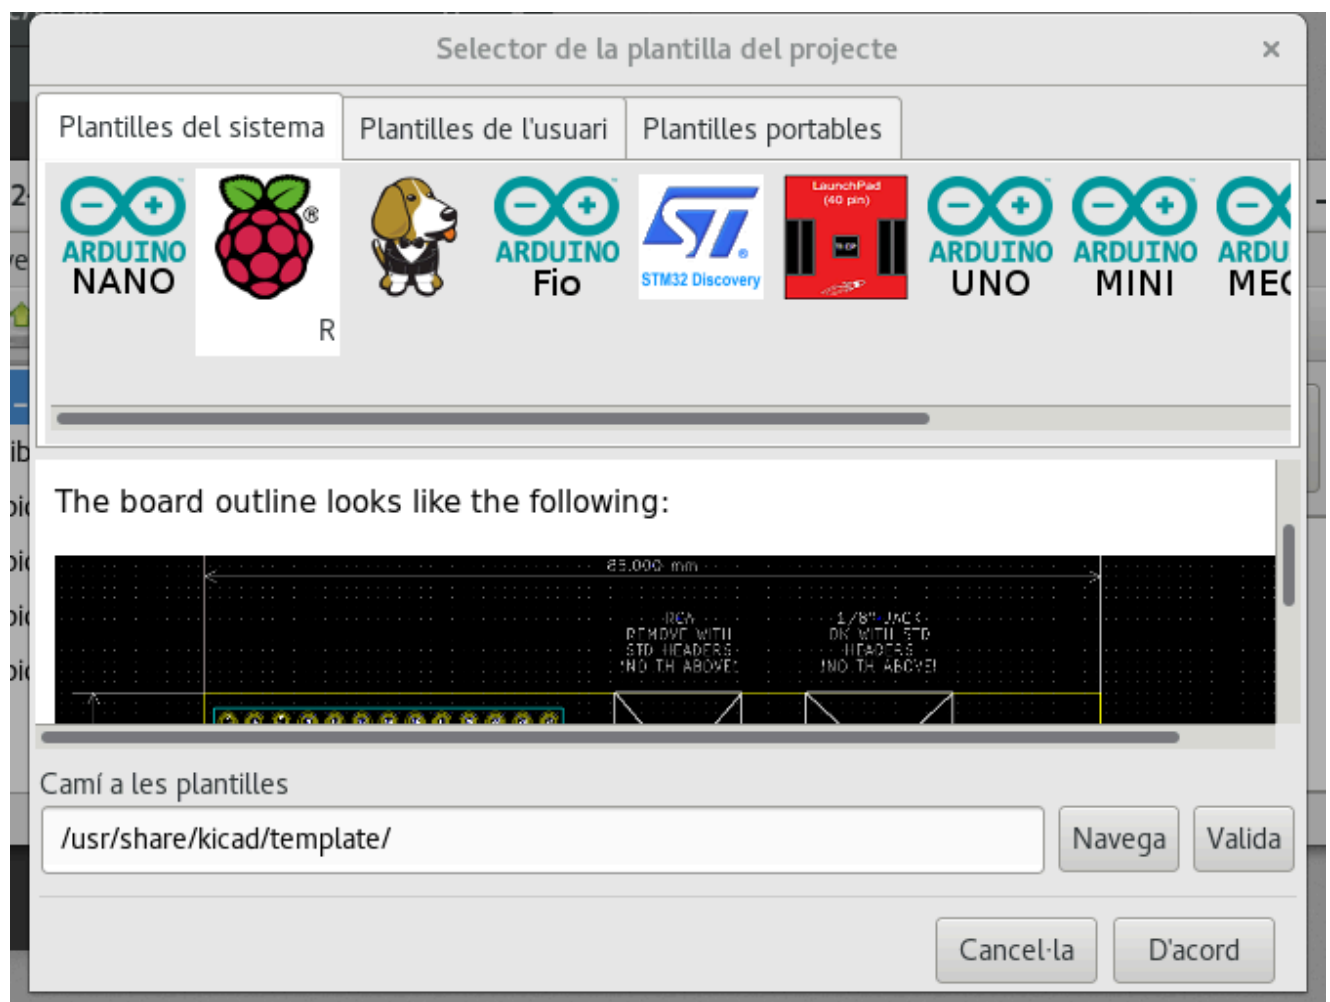 Selector de la plantilla del projecte
Plantilles del sistema
Plantilles de l'usuari
Plantilles portables
ARDUINO
NANO
R
ARDUINO
Fio
STM32 Discovery
LaunchPad
(40 pin)
ARDUINO
UNO
ARDUINO
MINI
The board outline looks like the following:
mm
REMOVE WITH
STD HEADERS
!NO TH ABOVE!
1/8" JACK
OK WITH STD
HEADERS
!NO TH ABOVE!
Camí a les plantilles
/usr/share/kicad/template/
Navega
Valida
Cancel·la
D'acord